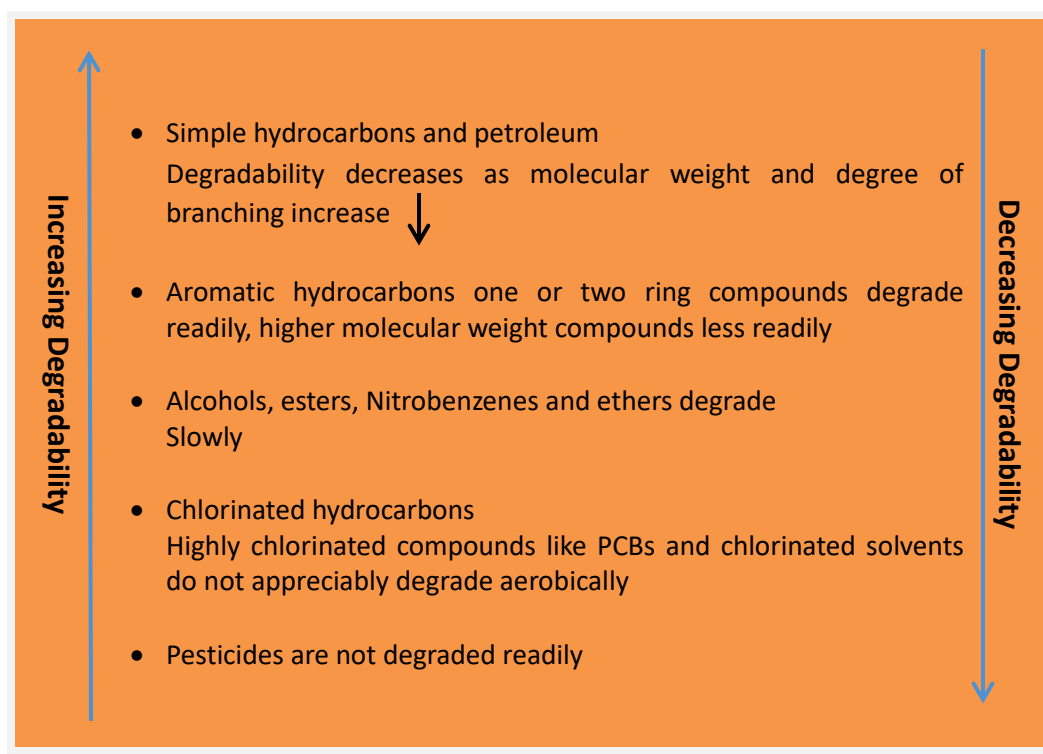 Increasing Degradability
• Simple hydrocarbons and petroleum
Degradability decreases as molecular weight and degree of
branching increase
• Aromatic hydrocarbons one or two ring compounds degrade
readily, higher molecular weight compounds less readily
• Alcohols, esters, Nitrobenzenes and ethers degrade
Slowly
• Chlorinated hydrocarbons
Highly chlorinated compounds like PCBs and chlorinated solvents
do not appreciably degrade aerobically
• Pesticides are not degraded readily
Decreasing Degradability